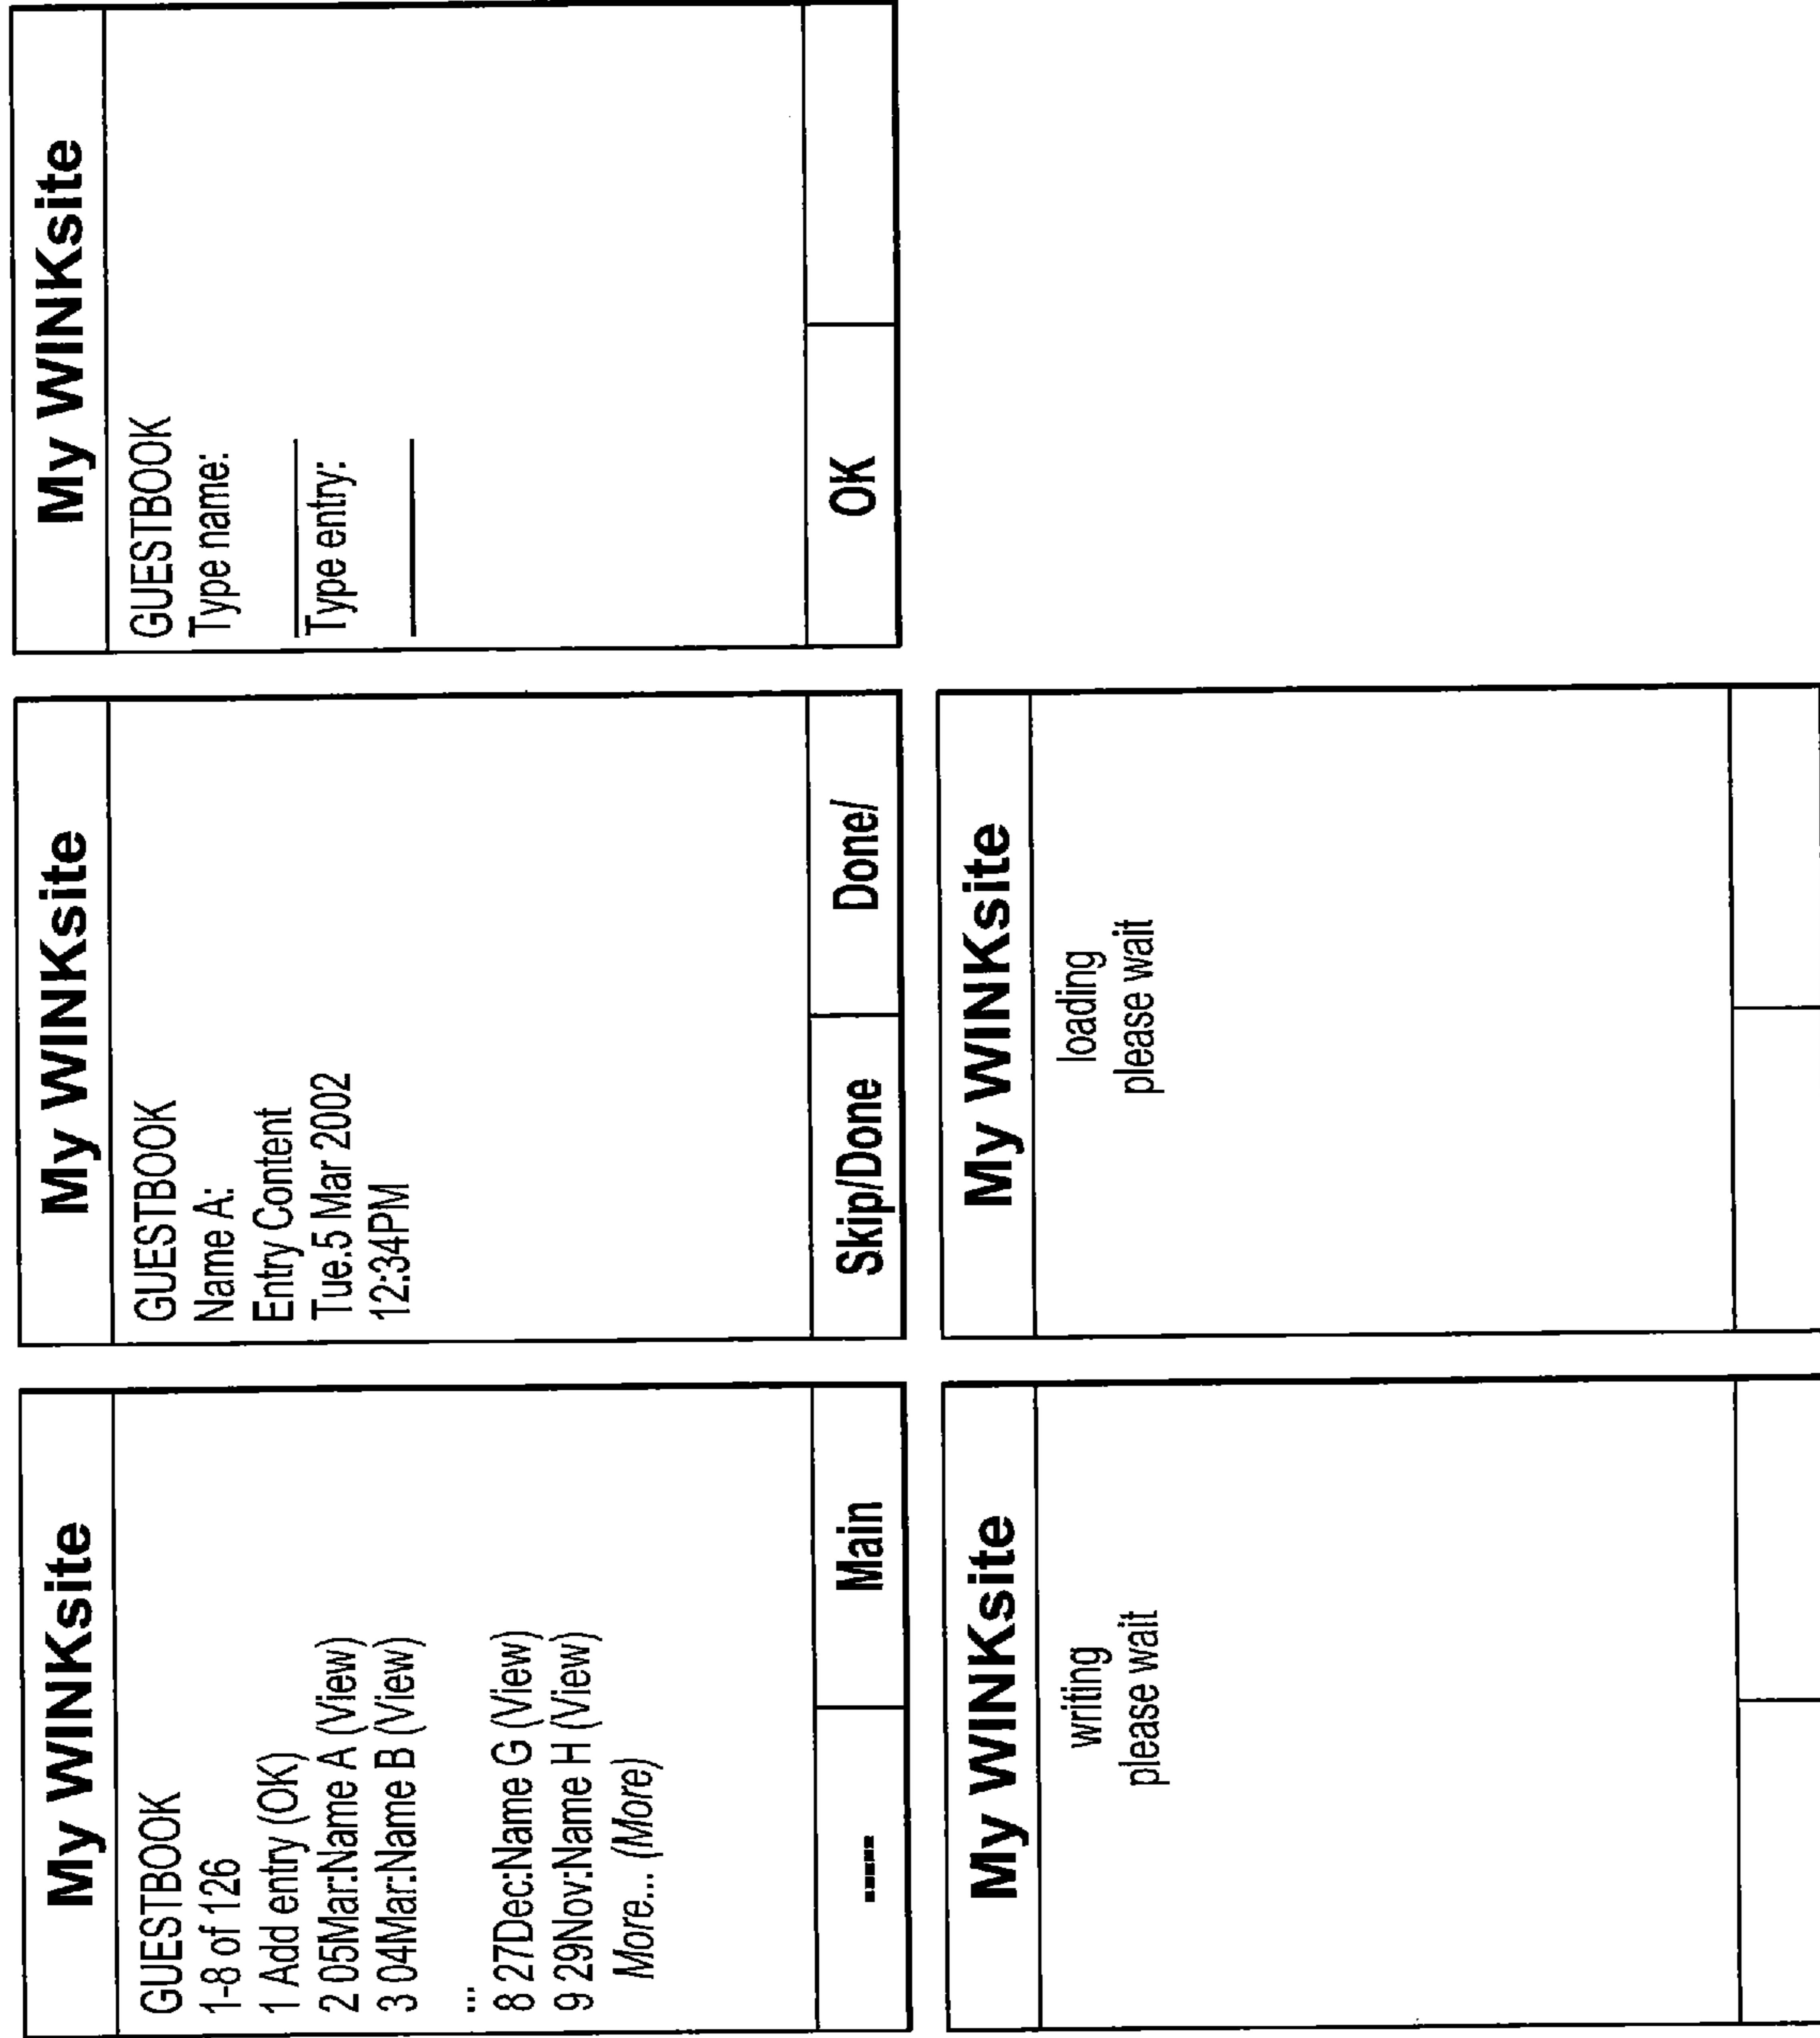 My WINKsite
GUESTBOOK
1-8 of 126
1 Add entry (OK)
2 05Mar:Name A (View)
3 04Mar:Name B (View)
...
8 27Dec:Name G (View)
9 29Nov:Name H (View)
More... (More)
-----
Main
My WINKsite
GUESTBOOK
Name A:
Entry Content
Tue.5 Mar 2002
12:34PM
Skip/Done
Done/
My WINKsite
GUESTBOOK
Type name:
Type entry:
OK
My WINKsite
writing
please wait
My WINKsite
loading
please wait